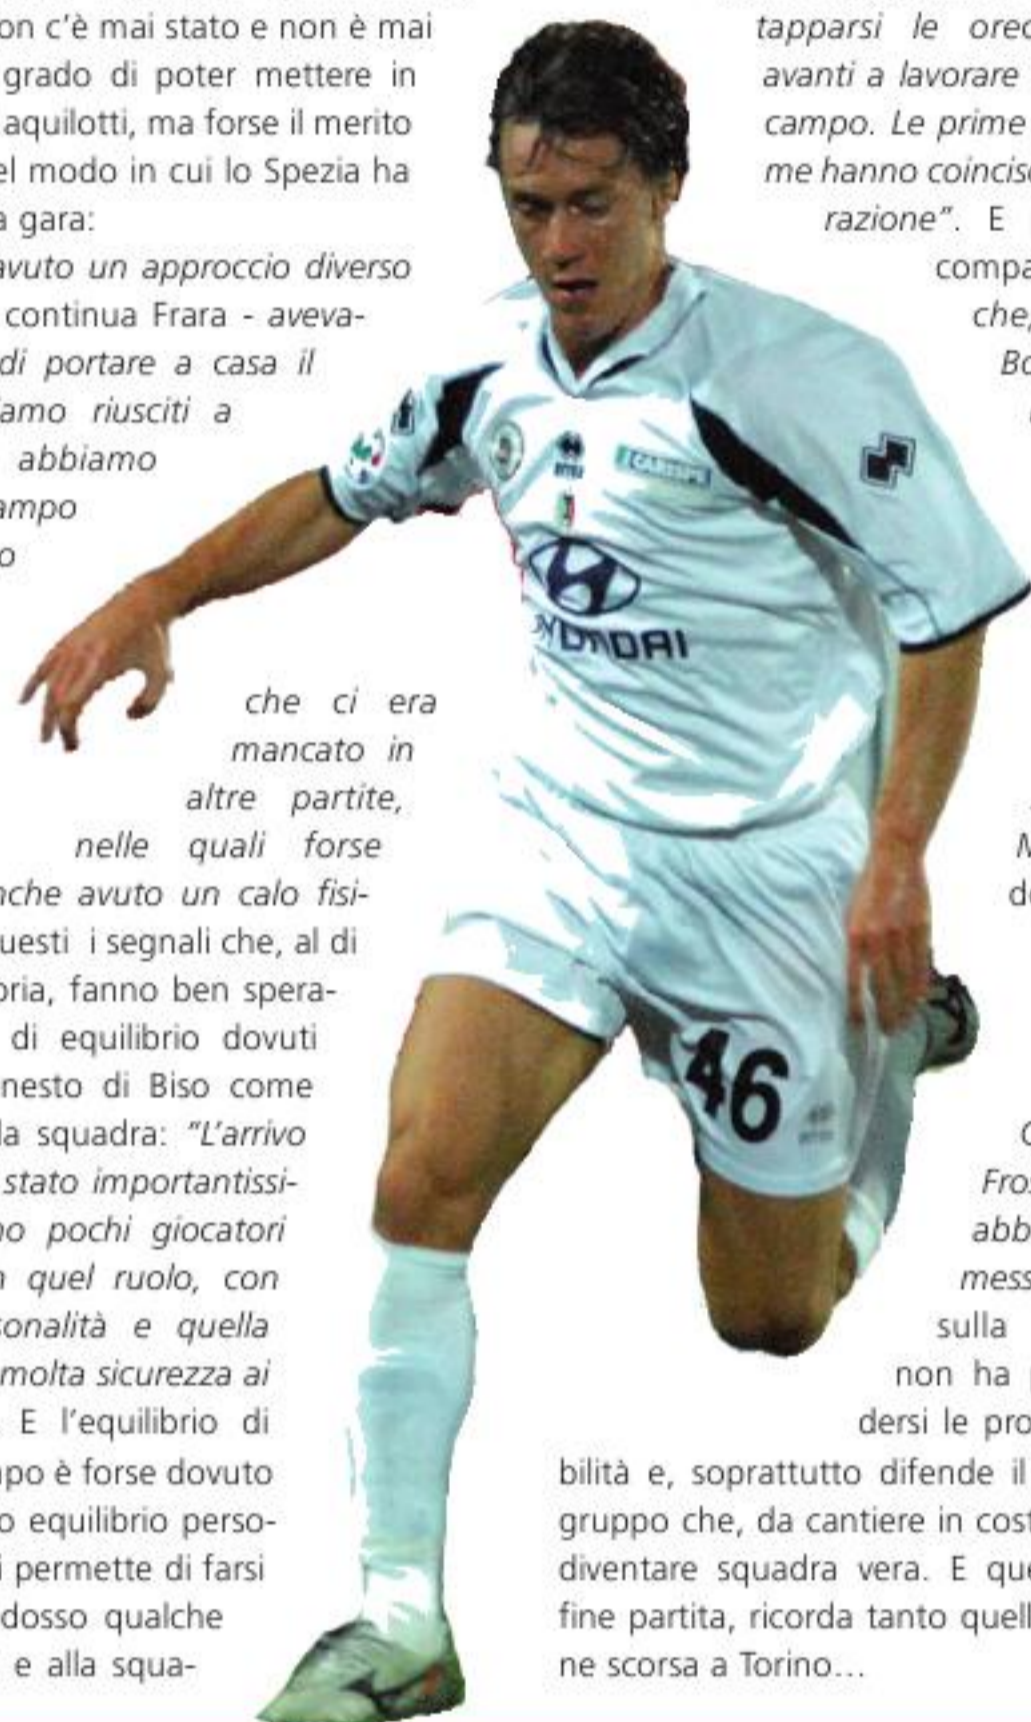 on c'è mai stato e non è mai
grado di poter mettere in
aquilotti, ma forse il merito
el modo in cui lo Spezia ha
a gara:
avuto un approccio diverso
continua Frara - aveva-
di portare a casa il
iamo riusciti a
abbiamo
ampo
o
che ci era
mancato in
altre partite,
nelle quali forse
nche avuto un calo fisi-
uesti i segnali che, al di
oria, fanno ben spera-
di equilibrio dovuti
nesto di Biso come
la squadra: "L'arrivo
stato importantissi-
no pochi giocatori
n quel ruolo, con
sonalità e quella
molta sicurezza ai
E l'equilibrio di
mpo è forse dovuto
o equilibrio perso-
i permette di farsi
dosso qualche
e alla squa-
tapparsi le orec
avanti a lavorare
campo. Le prime
me hanno coincis
razione". E
compa
che,
Bo
M
de
Fros
abb
mess
sulla
non ha
dersi le pro
bilità e, soprattutto difende il
gruppo che, da cantiere in cost
diventare squadra vera. E que
fine partita, ricorda tanto quell
ne scorsa a Torino...
CARISPE
HYUNDAI
46